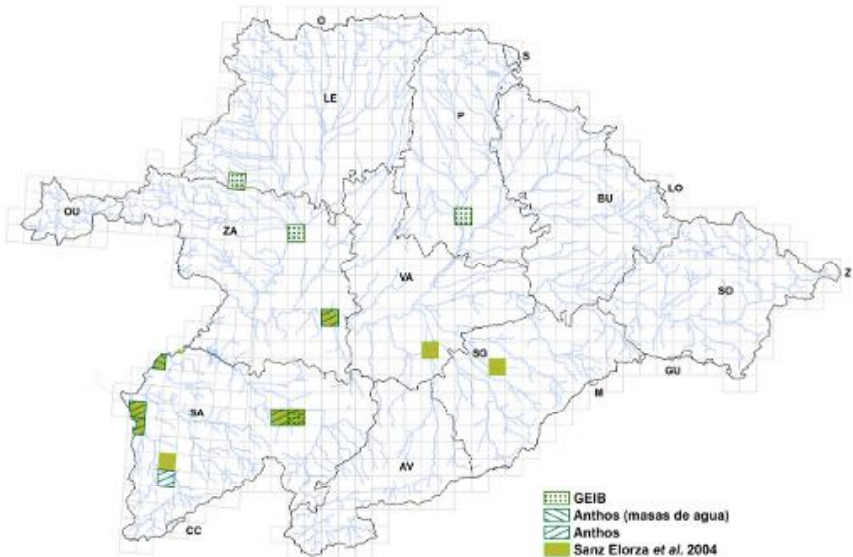 O
S
LE
P
LO
OU
BU
ZA
Z
VA
SO
SG
GU
M
SA
AV
CC
GEIB
Anthos (masas de agua)
Anthos
Sanz Elorza et al. 2004